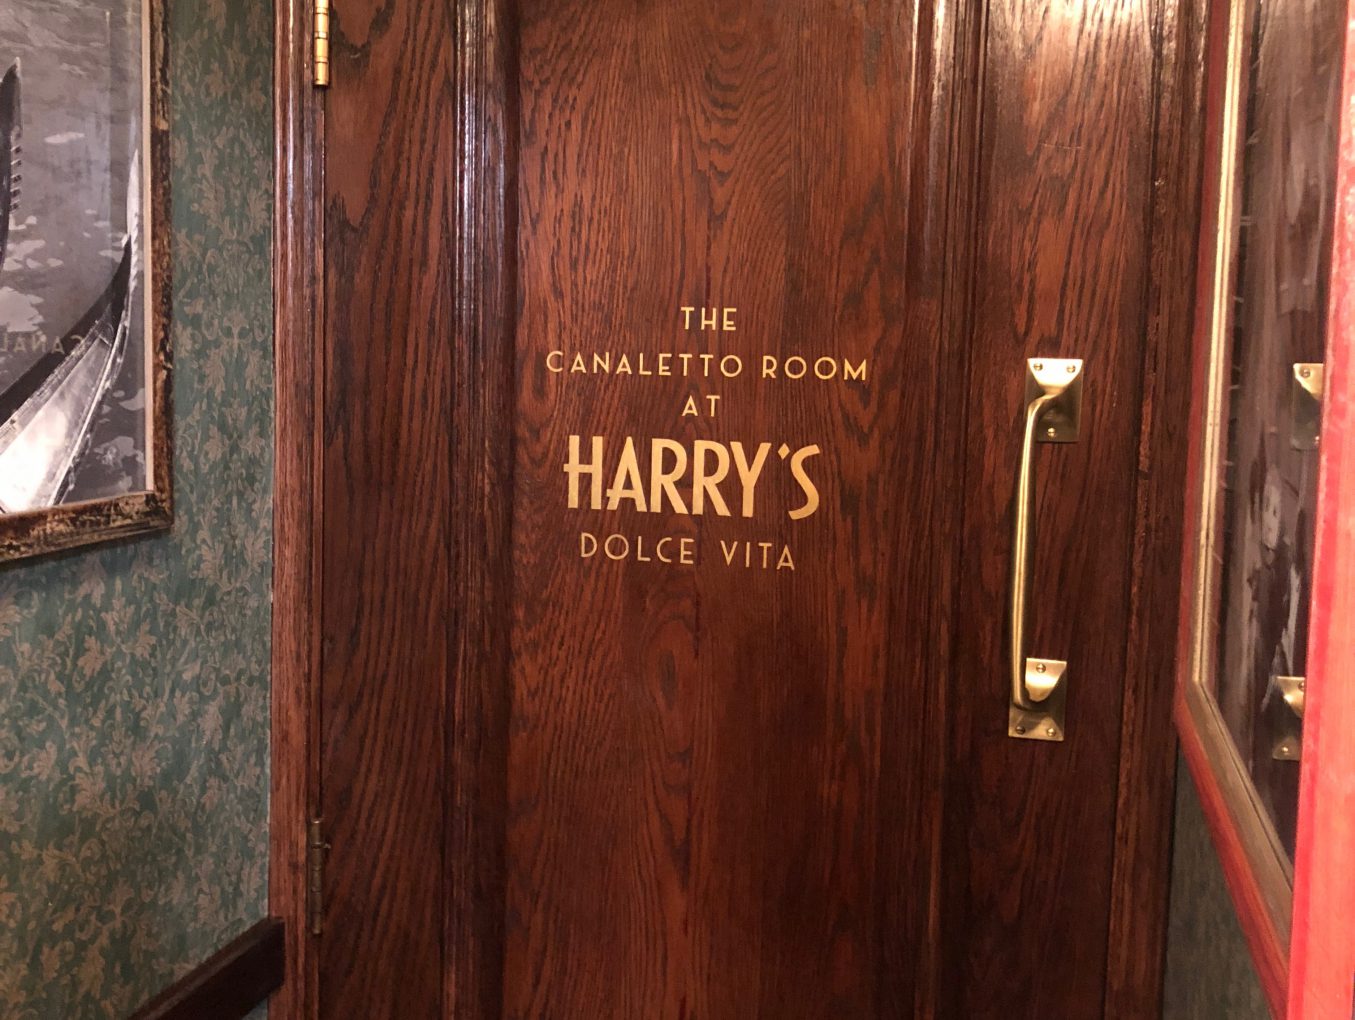 THE
CANALETTO ROOM
AT
HARRY'S
DOLCE VITA